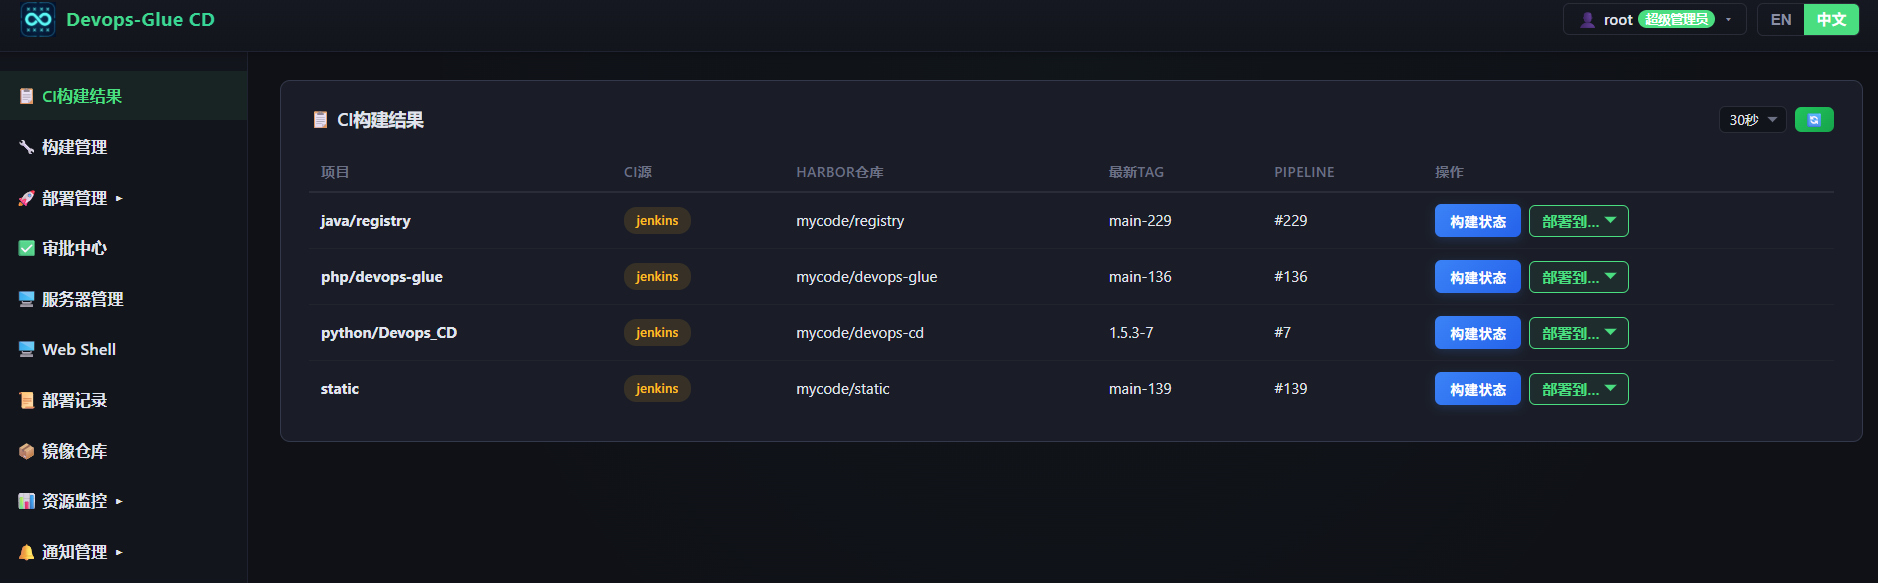 Devops-Glue CD
root 超级管理员
EN 中文
CI构建结果
构建管理
部署管理
审批中心
服务器管理
Web Shell
部署记录
镜像仓库
资源监控
通知管理
CI构建结果
30秒
项目 CI源 HARBOR仓库 最新TAG PIPELINE 操作
java/registry jenkins mycode/registry main-229 #229 构建状态 部署到...
php/devops-glue jenkins mycode/devops-glue main-136 #136 构建状态 部署到...
python/Devops_CD jenkins mycode/devops-cd 1.5.3-7 #7 构建状态 部署到...
static jenkins mycode/static main-139 #139 构建状态 部署到...